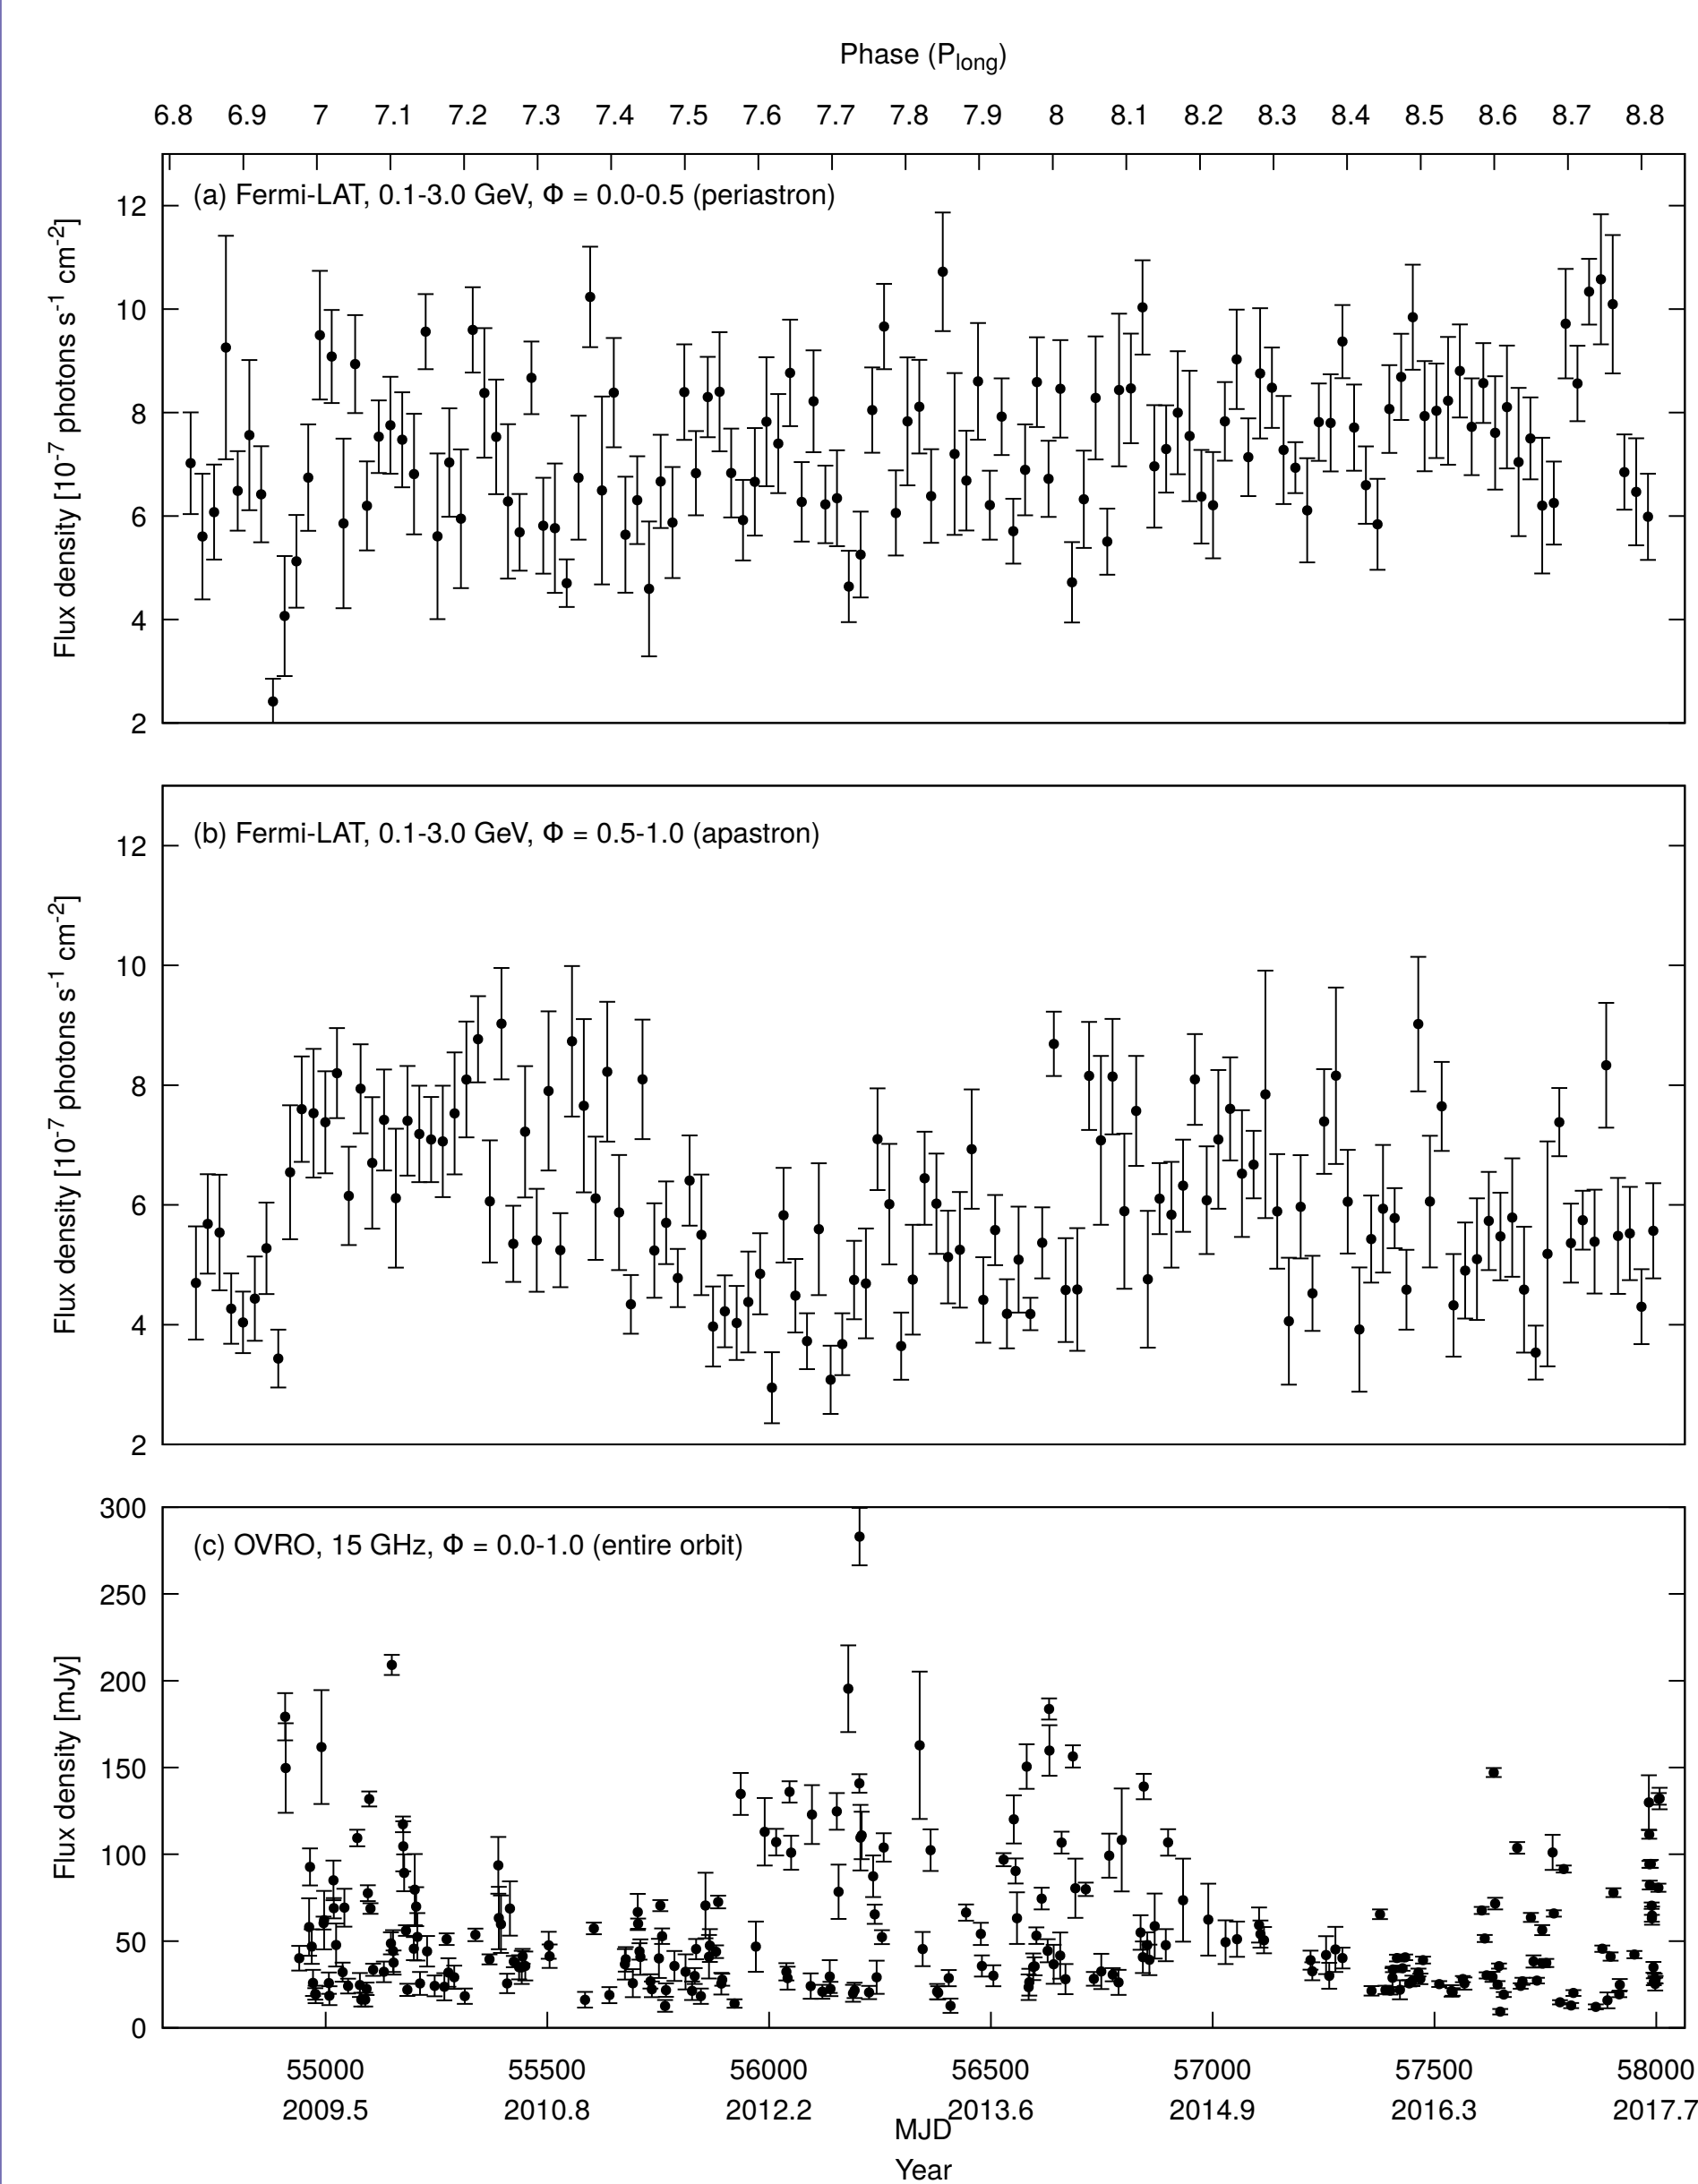 Phase (Plong)
6.8 6.9 7 7.1 7.2 7.3 7.4 7.5 7.6 7.7 7.8 7.9 8 8.1 8.2 8.3 8.4 8.5 8.6 8.7 8.8
(a) Fermi-LAT, 0.1-3.0 GeV, Φ = 0.0-0.5 (periastron)
Flux density [10-7 photons s-1 cm-2]
12
10
8
6
4
2
(b) Fermi-LAT, 0.1-3.0 GeV, Φ = 0.5-1.0 (apastron)
Flux density [10-7 photons s-1 cm-2]
12
10
8
6
4
2
(c) OVRO, 15 GHz, Φ = 0.0-1.0 (entire orbit)
Flux density [mJy]
300
250
200
150
100
50
0
55000 55500 56000 56500 57000 57500 58000
2009.5 2010.8 2012.2 2013.6 2014.9 2016.3 2017.7
MJD
Year